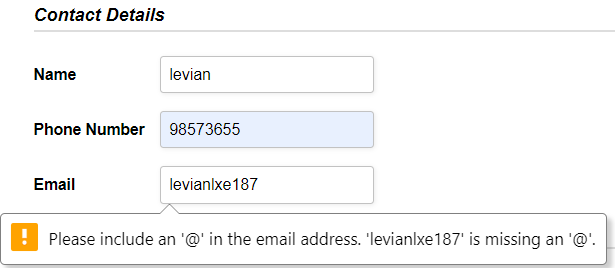 Contact Details
Name levian
Phone Number 98573655
Email levianlxe187
Please include an '@' in the email address. 'levianlxe187' is missing an '@'.